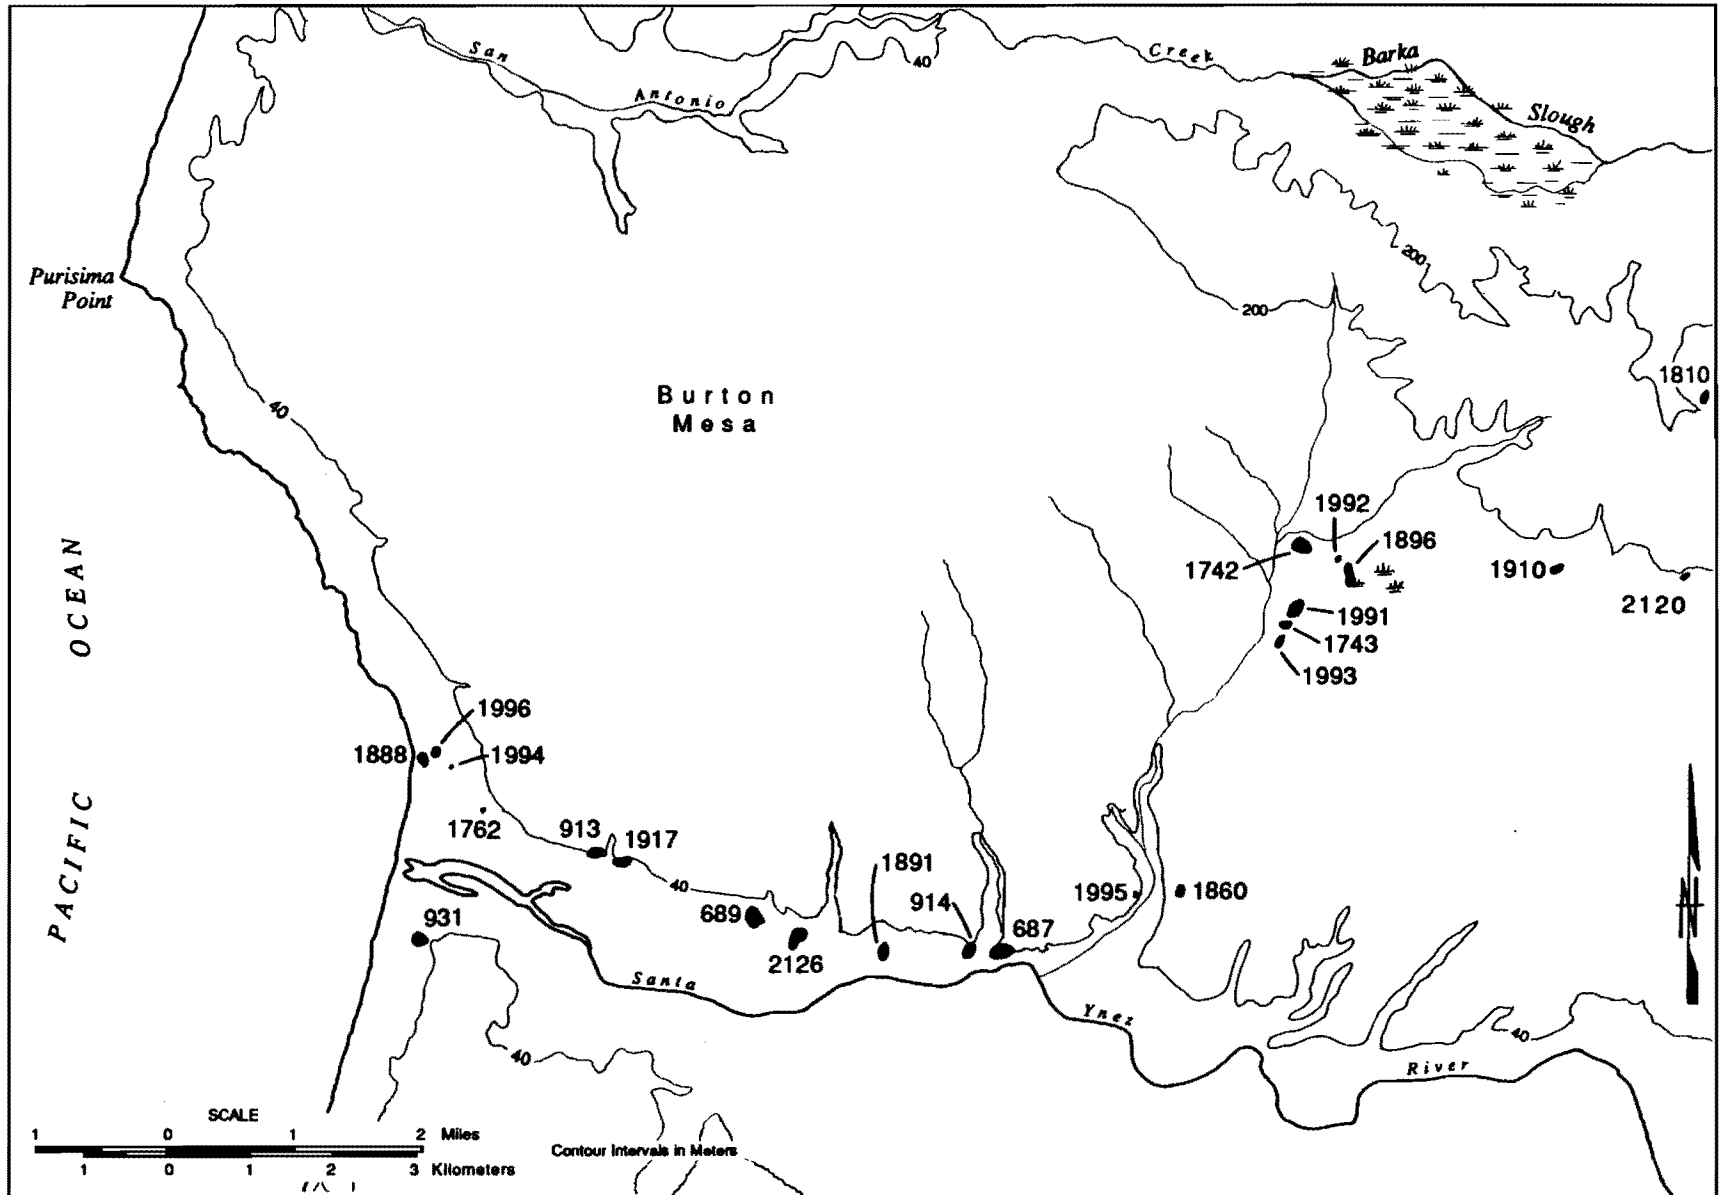 San
Antonio
Creek
Barka
Slough
40
Purisima
Point
200
200
1810
40
Burton
Mesa
1992
1896
1742
1910
2120
1991
1743
1993
PACIFIC OCEAN
1996
1888
1994
1762
913
1917
1891
40
689
914
1995
1860
931
687
2126
Santa
Ynez
River
40
40
N
SCALE
1 0 1 2 Miles
Contour Intervals in Meters
1 0 1 2 3 Kilometers